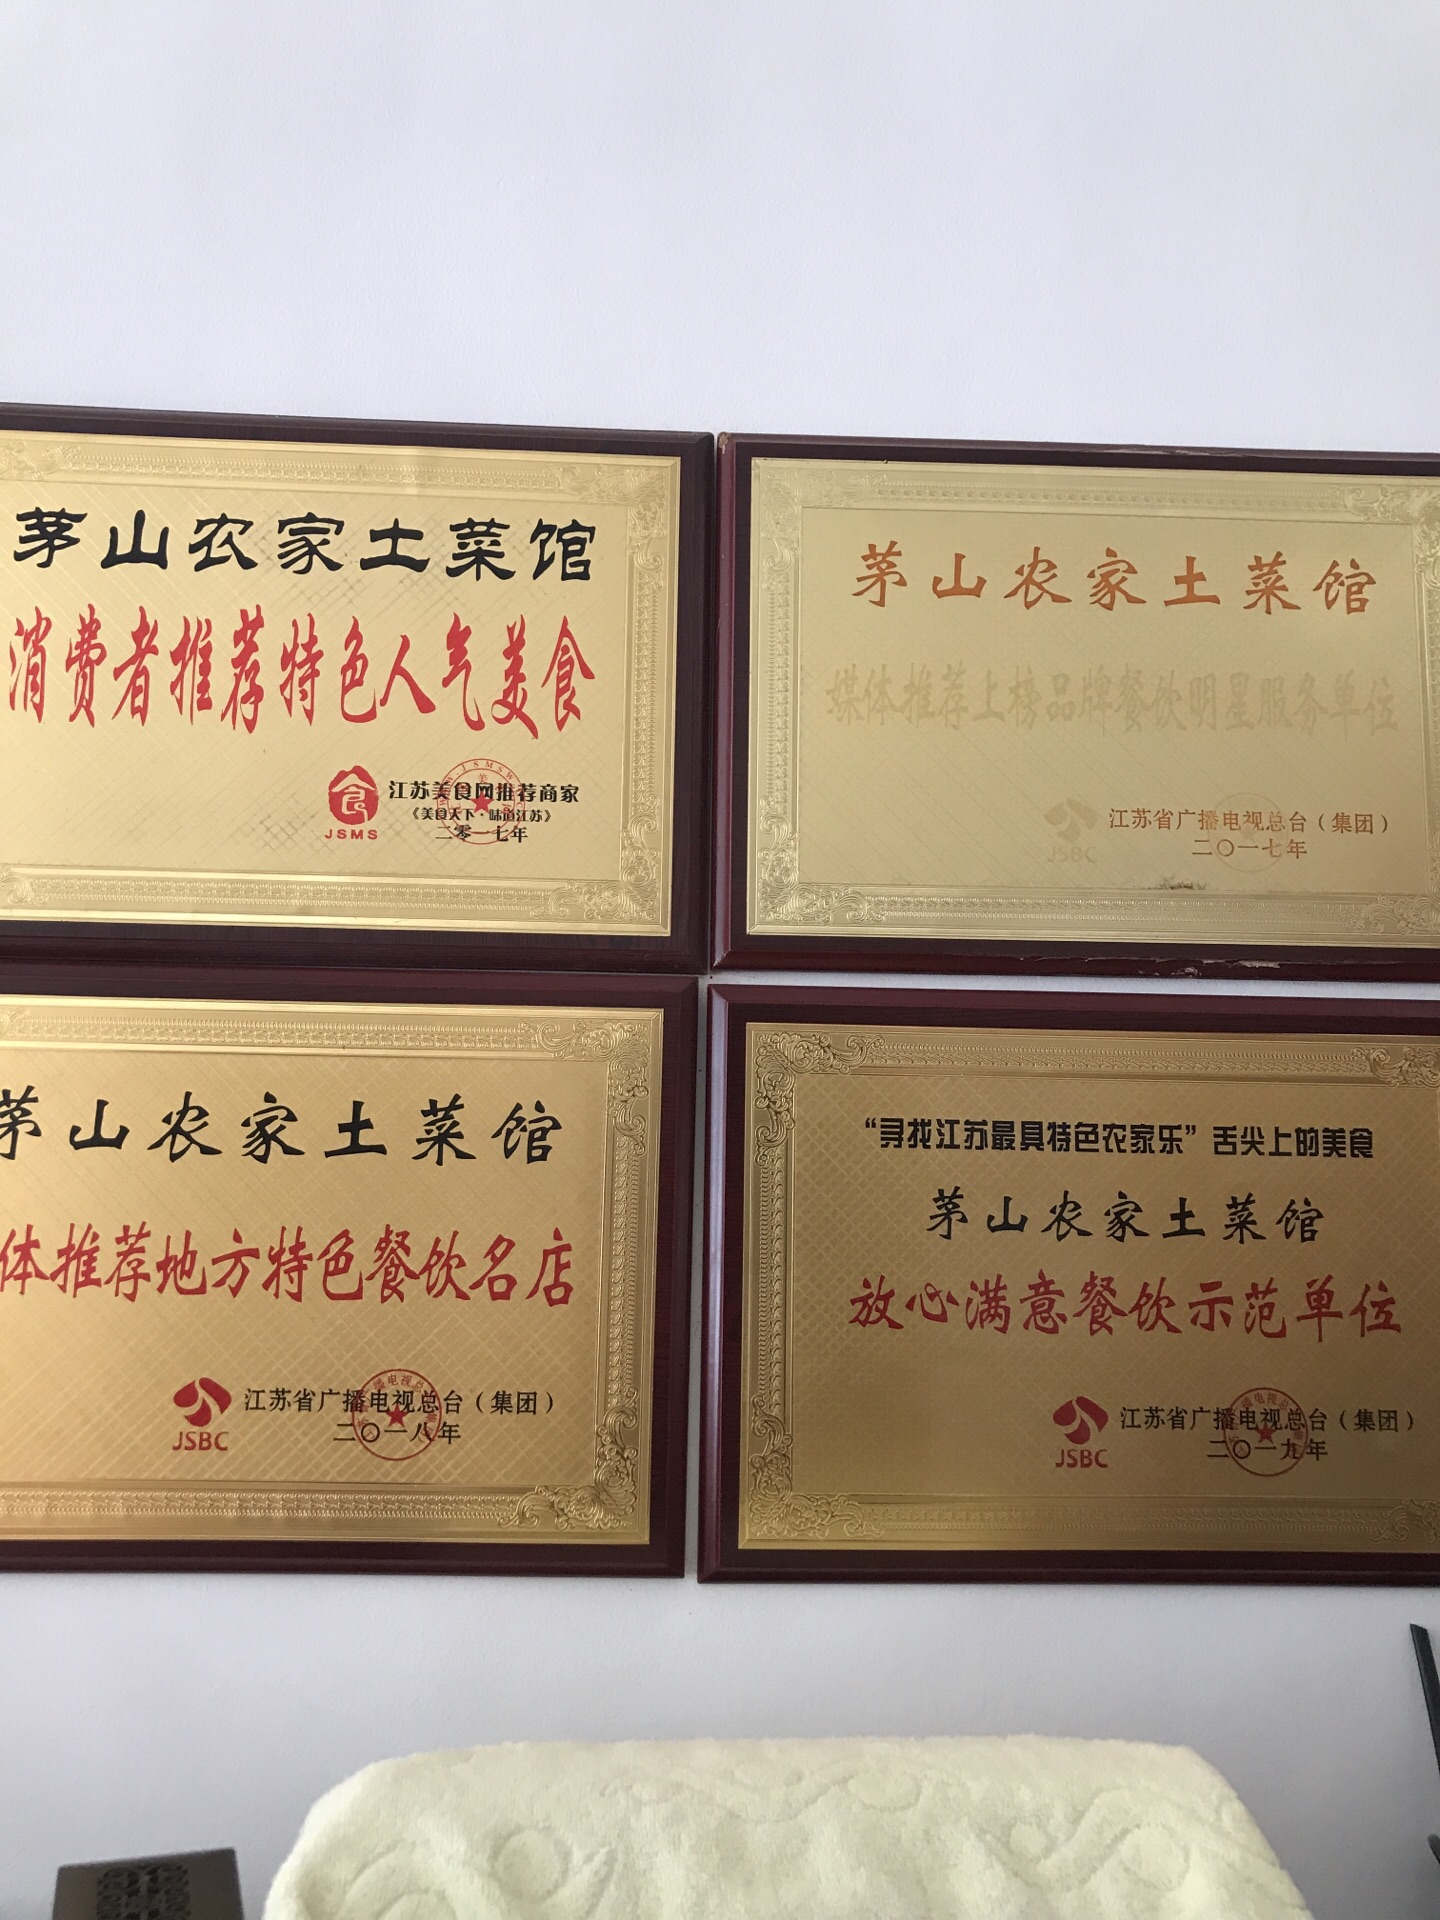 茅山农家土菜馆
消费者推荐特色人气美食
JSMS
江苏美食网推荐商家
《美食天下·味道江苏》
二零一七年
茅山农家土菜馆
媒体推荐上榜品牌餐饮明星服务单位
JSBC
江苏省广播电视总台（集团）
二〇一七年
茅山农家土菜馆
体推荐地方特色餐饮名店
JSBC
江苏省广播电视总台（集团）
二〇一八年
“寻找江苏最具特色农家乐”舌尖上的美食
茅山农家土菜馆
放心满意餐饮示范单位
JSBC
江苏省广播电视总台（集团）
二〇一九年